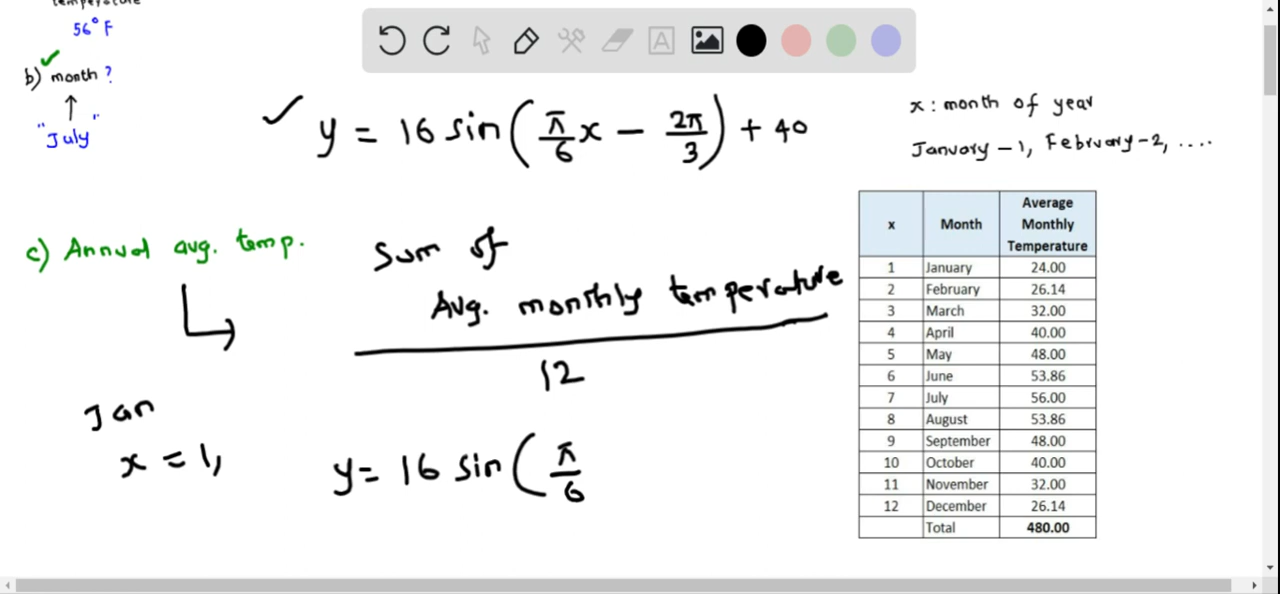 temperature
56° F
b) month ?
↑
"July"
y = 16 sin(π/6 x − 2π/3) + 40
x : month of year
January – 1, February – 2, ....
c) Annual avg. temp.
Sum of
Avg. monthly temperature
12
Jan
x = 1,
y = 16 sin(π/6
A
x Month Average Monthly Temperature
1 January 24.00
2 February 26.14
3 March 32.00
4 April 40.00
5 May 48.00
6 June 53.86
7 July 56.00
8 August 53.86
9 September 48.00
10 October 40.00
11 November 32.00
12 December 26.14
Total 480.00